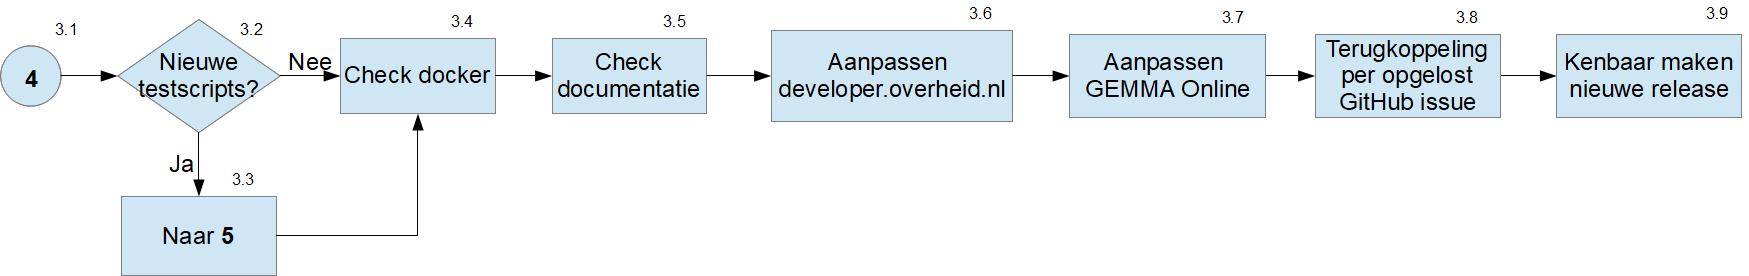 3.1
4
3.2
Nieuwe
testscripts?
Nee
Ja
3.3
Naar 5
3.4
Check docker
3.5
Check
documentatie
3.6
Aanpassen
developer.overheid.nl
3.7
Aanpassen
GEMMA Online
3.8
Terugkoppeling
per opgelost
GitHub issue
3.9
Kenbaar maken
nieuwe release